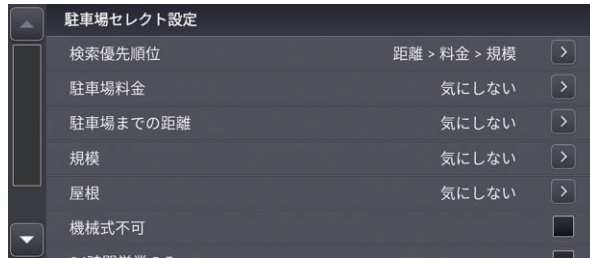 駐車場セレクト設定
検索優先順位 距離 > 料金 > 規模
駐車場料金 気にしない
駐車場までの距離 気にしない
規模 気にしない
屋根 気にしない
機械式不可